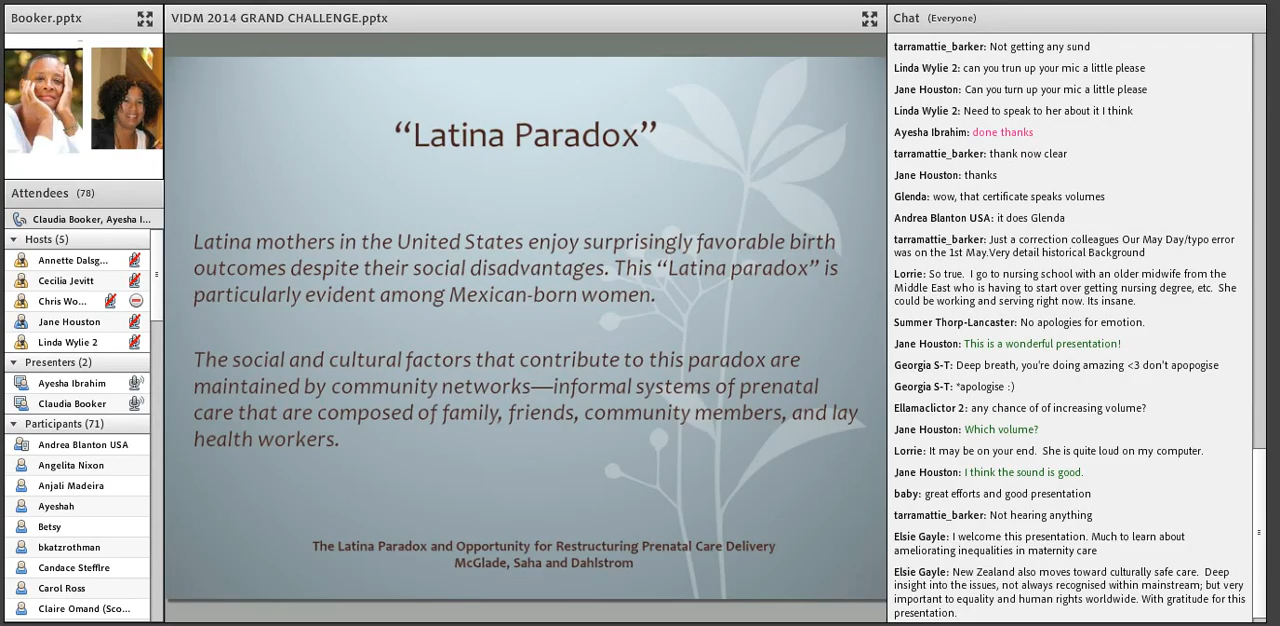 Booker.pptx
Attendees (78)
Claudia Booker, Ayesha I...
Hosts (5)
Annette Dalsg...
Cecilia Jevitt
Chris Wo...
Jane Houston
Linda Wylie 2
Presenters (2)
Ayesha Ibrahim
Claudia Booker
Participants (71)
Andrea Blanton USA
Angelita Nixon
Anjali Madeira
Ayeshah
Betsy
bkatzrothman
Candace Steffire
Carol Ross
Claire Omand (Sco...
VIDM 2014 GRAND CHALLENGE.pptx
“Latina Paradox”
Latina mothers in the United States enjoy surprisingly favorable birth
outcomes despite their social disadvantages. This “Latina paradox” is
particularly evident among Mexican-born women.
The social and cultural factors that contribute to this paradox are
maintained by community networks—informal systems of prenatal
care that are composed of family, friends, community members, and lay
health workers.
The Latina Paradox and Opportunity for Restructuring Prenatal Care Delivery
McGlade, Saha and Dahlstrom
Chat (Everyone)
tarramattie_barker: Not getting any sund
Linda Wylie 2: can you trun up your mic a little please
Jane Houston: Can you turn up your mic a little please
Linda Wylie 2: Need to speak to her about it I think
Ayesha Ibrahim: done thanks
tarramattie_barker: thank now clear
Jane Houston: thanks
Glenda: wow, that certificate speaks volumes
Andrea Blanton USA: it does Glenda
tarramattie_barker: Just a correction colleagues Our May Day/typo error
was on the 1st May.Very detail historical Background
Lorrie: So true. I go to nursing school with an older midwife from the
Middle East who is having to start over getting nursing degree, etc. She
could be working and serving right now. Its insane.
Summer Thorp-Lancaster: No apologies for emotion.
Jane Houston: This is a wonderful presentation!
Georgia S-T: Deep breath, you're doing amazing <3 don't apopogise
Georgia S-T: *apologise :)
Ellamaclictor 2: any chance of of increasing volume?
Jane Houston: Which volume?
Lorrie: It may be on your end. She is quite loud on my computer.
Jane Houston: I think the sound is good.
baby: great efforts and good presentation
tarramattie_barker: Not hearing anything
Elsie Gayle: I welcome this presentation. Much to learn about
ameliorating inequalities in maternity care
Elsie Gayle: New Zealand also moves toward culturally safe care. Deep
insight into the issues, not always recognised within mainstream; but very
important to equality and human rights worldwide. With gratitude for this
presentation.